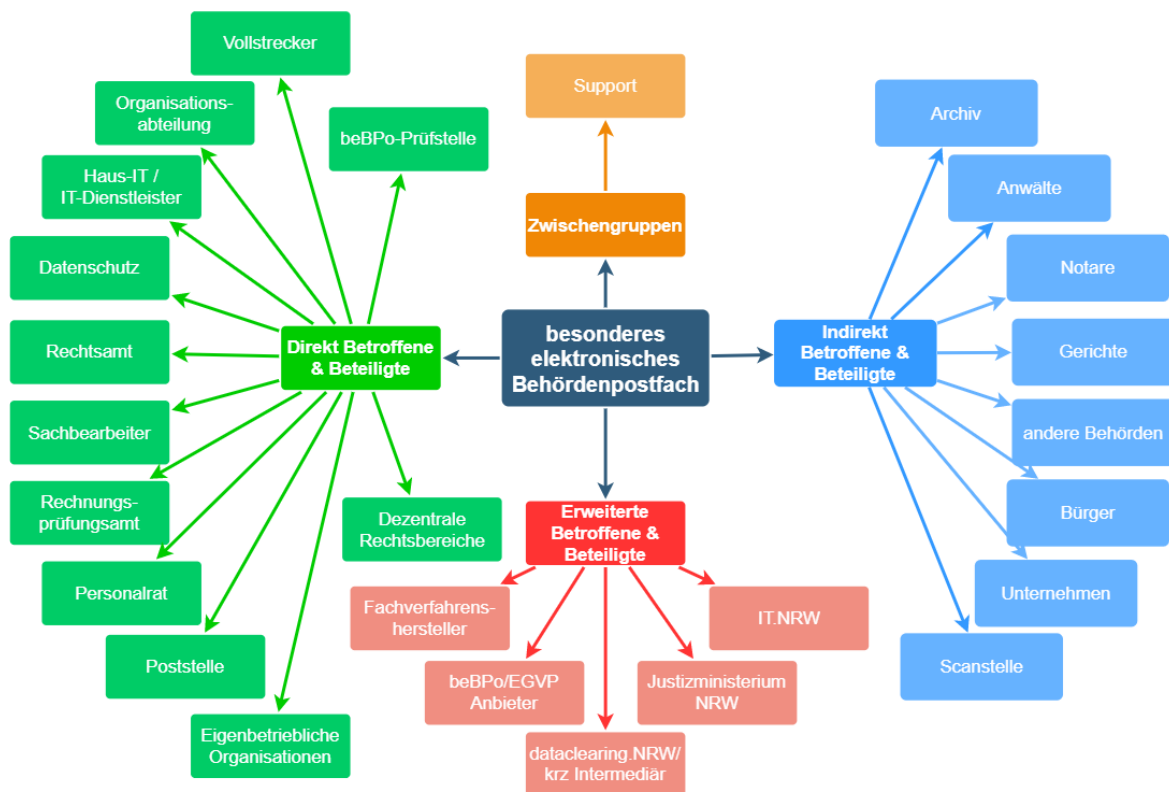 Vollstrecker
Organisations-
abteilung
beBPo-Prüfstelle
Haus-IT /
IT-Dienstleister
Datenschutz
Rechtsamt
Sachbearbeiter
Rechnungs-
prüfungsamt
Personalrat
Poststelle
Eigenbetriebliche
Organisationen
Dezentrale
Rechtsbereiche
Direkt Betroffene
& Beteiligte
Support
Zwischengruppen
besonderes
elektronisches
Behördenpostfach
Erweiterte
Betroffene &
Beteiligte
Fachverfahrens-
hersteller
beBPo/EGVP
Anbieter
dataclearing.NRW/
krz Intermediär
Justizministerium
NRW
IT.NRW
Indirekt
Betroffene &
Beteiligte
Archiv
Anwälte
Notare
Gerichte
andere Behörden
Bürger
Unternehmen
Scanstelle